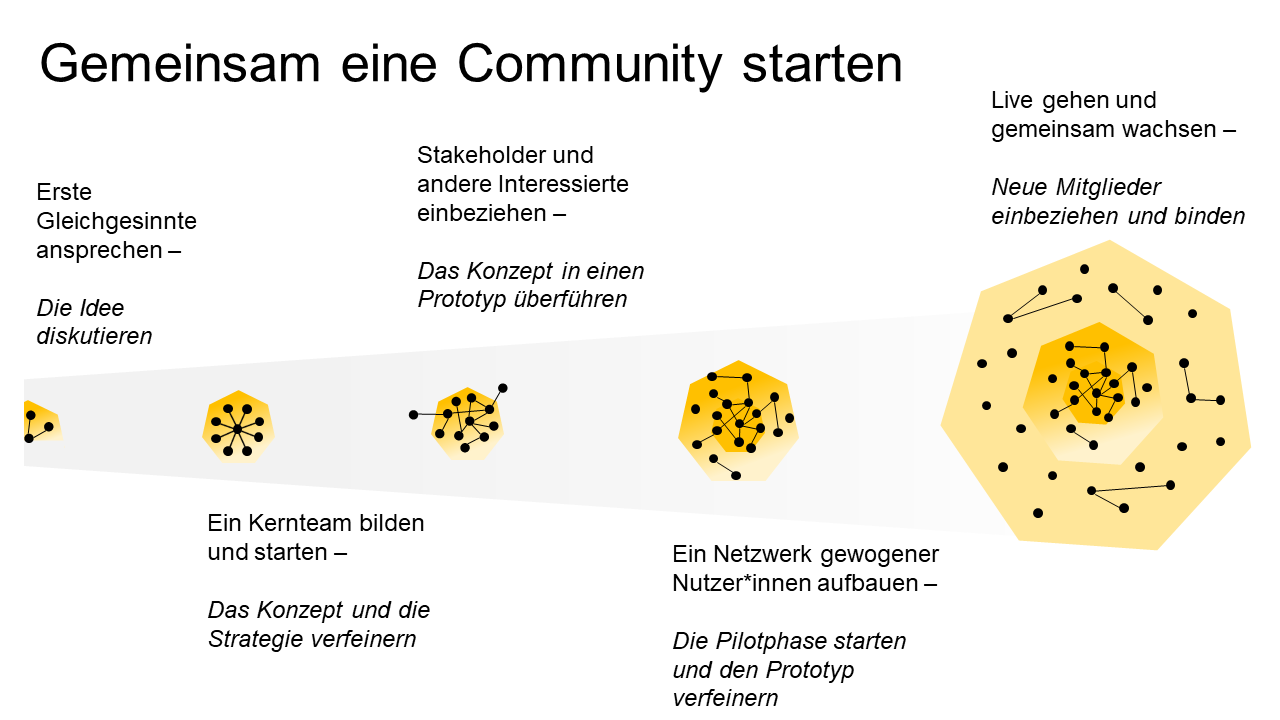 Gemeinsam eine Community starten
Erste
Gleichgesinnte
ansprechen –
Die Idee
diskutieren
Ein Kernteam bilden
und starten –
Das Konzept und die
Strategie verfeinern
Stakeholder und
andere Interessierte
einbeziehen –
Das Konzept in einen
Prototyp überführen
Ein Netzwerk gewogener
Nutzer*innen aufbauen –
Die Pilotphase starten
und den Prototyp
verfeinern
Live gehen und
gemeinsam wachsen –
Neue Mitglieder
einbeziehen und binden